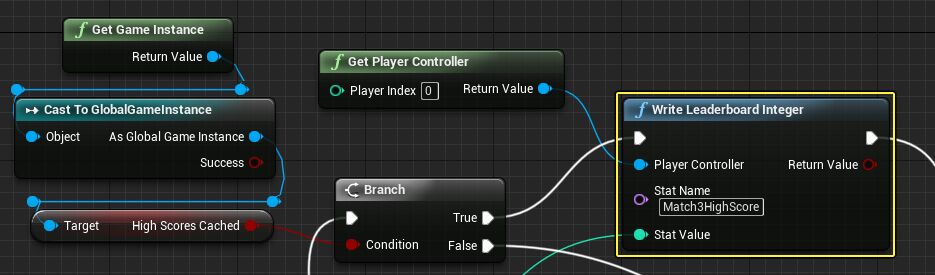 Get Game Instance
Return Value
Cast To GlobalGameInstance
Object As Global Game Instance
Success
Target High Scores Cached
Get Player Controller
Player Index 0 Return Value
Branch
True
Condition False
Write Leaderboard Integer
Player Controller Return Value
Stat Name
Match3HighScore
Stat Value